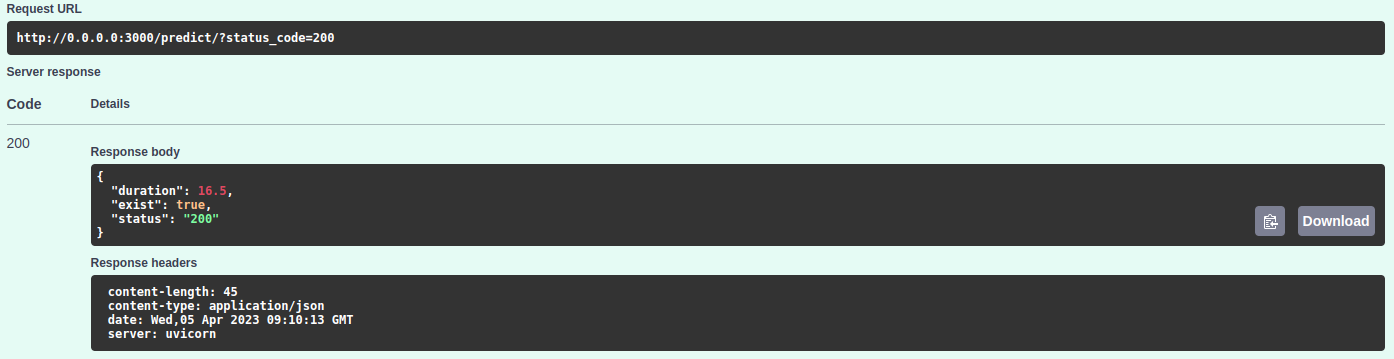 Request URL
http://0.0.0.0:3000/predict/?status_code=200
Server response
Code Details
200
Response body
{
  "duration": 16.5,
  "exist": true,
  "status": "200"
}
Download
Response headers
content-length: 45
content-type: application/json
date: Wed,05 Apr 2023 09:10:13 GMT
server: uvicorn